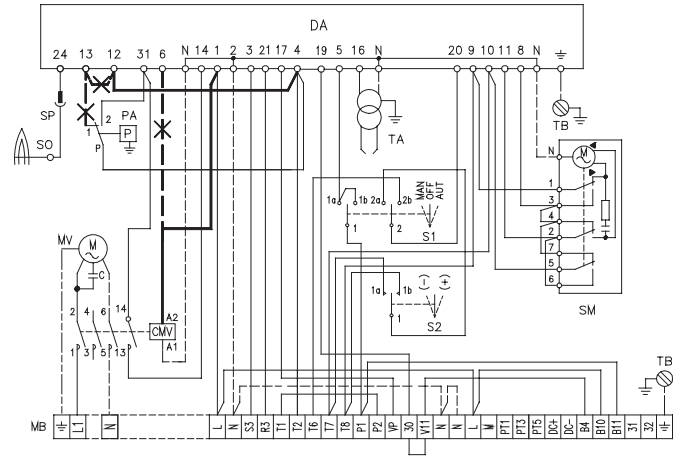 DA
24 13 12 31 6 N 14 1 2 3 21 17 4 19 5 16 N 20 9 10 11 8 N
SP
1 2 PA
P
P
SO
TA
TB
N M
1
3
4
2
7
5
6
SM
1a 1b 2a 2b MAN OFF AUT
1 2 S1
1a 1b (-) (+)
1 S2
MV M
C
2 4 6 14 A2
CMV
A1
1 3 5 13
TB
MB L1 N L N S3 R3 T1 T2 T6 T7 T8 P1 P2 VP 30 V11 N N L M PT1 PT3 PT5 DC+ DC- B4 B10 B11 31 32